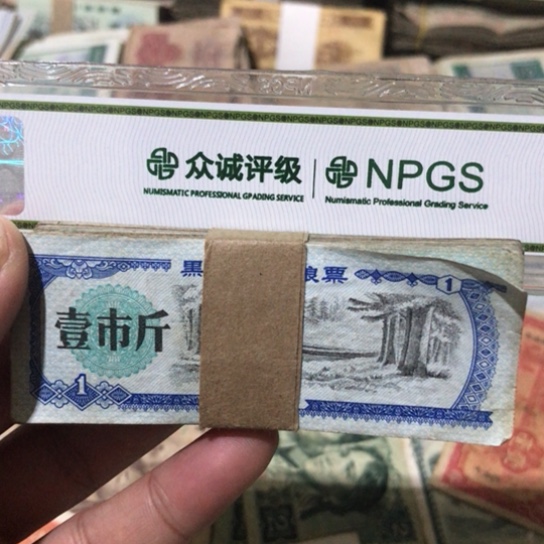 众诚评级 NPGS
NUMISMATIC PROFESSIONAL GRADING SERVICE Numismatic Professional Grading Service
黑 粮票
1
壹市斤
1